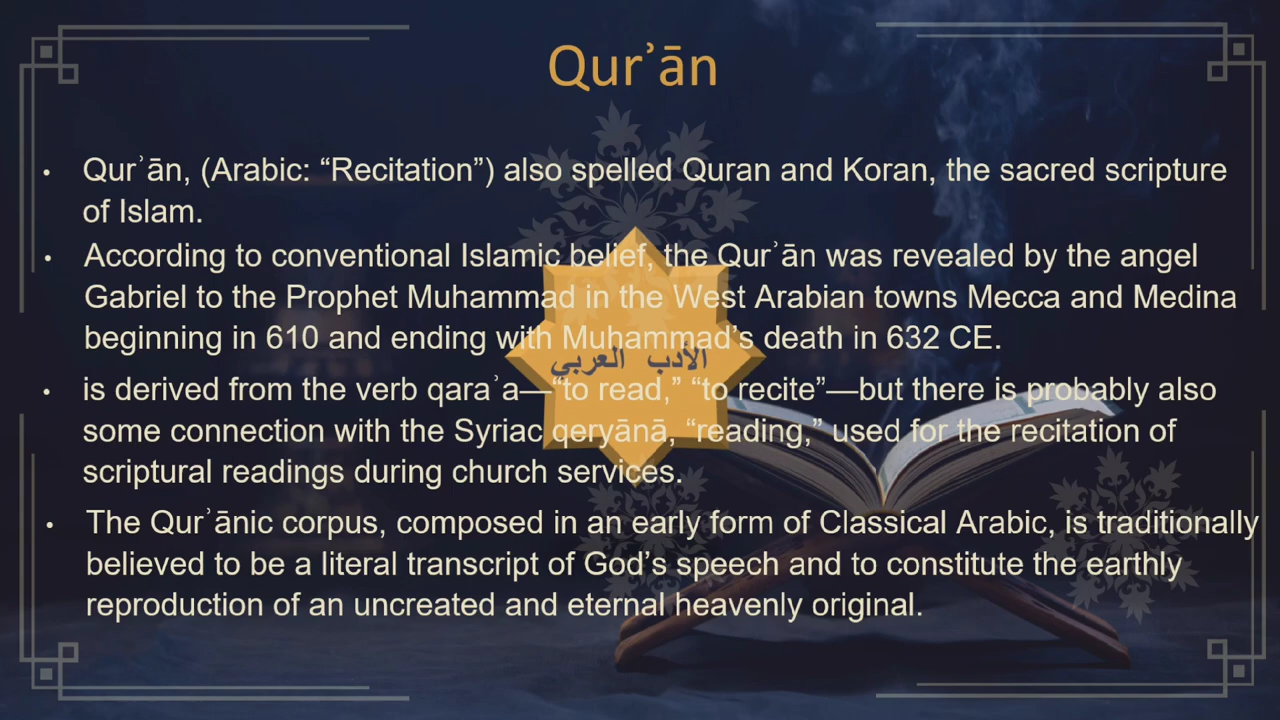 Qurʾān
• Qurʾān, (Arabic: “Recitation”) also spelled Quran and Koran, the sacred scripture
of Islam.
• According to conventional Islamic belief, the Qurʾān was revealed by the angel
Gabriel to the Prophet Muhammad in the West Arabian towns Mecca and Medina
beginning in 610 and ending with Muhammad’s death in 632 CE.
الأدب العربي
• is derived from the verb qaraʾa—“to read,” “to recite”—but there is probably also
some connection with the Syriac qeryānā, “reading,” used for the recitation of
scriptural readings during church services.
• The Qurʾānic corpus, composed in an early form of Classical Arabic, is traditionally
believed to be a literal transcript of God’s speech and to constitute the earthly
reproduction of an uncreated and eternal heavenly original.